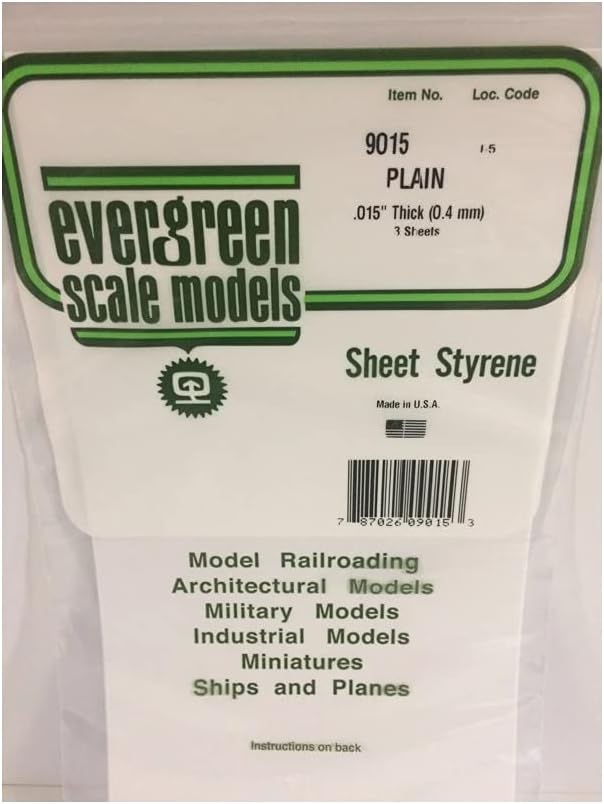 Item No. Loc. Code
9015 1-5
PLAIN
.015" Thick (0.4 mm)
3 Sheets
evergreen
scale models
Sheet Styrene
Made in U.S.A.
7 87026 09015 3
Model Railroading
Architectural Models
Military Models
Industrial Models
Miniatures
Ships and Planes
Instructions on back